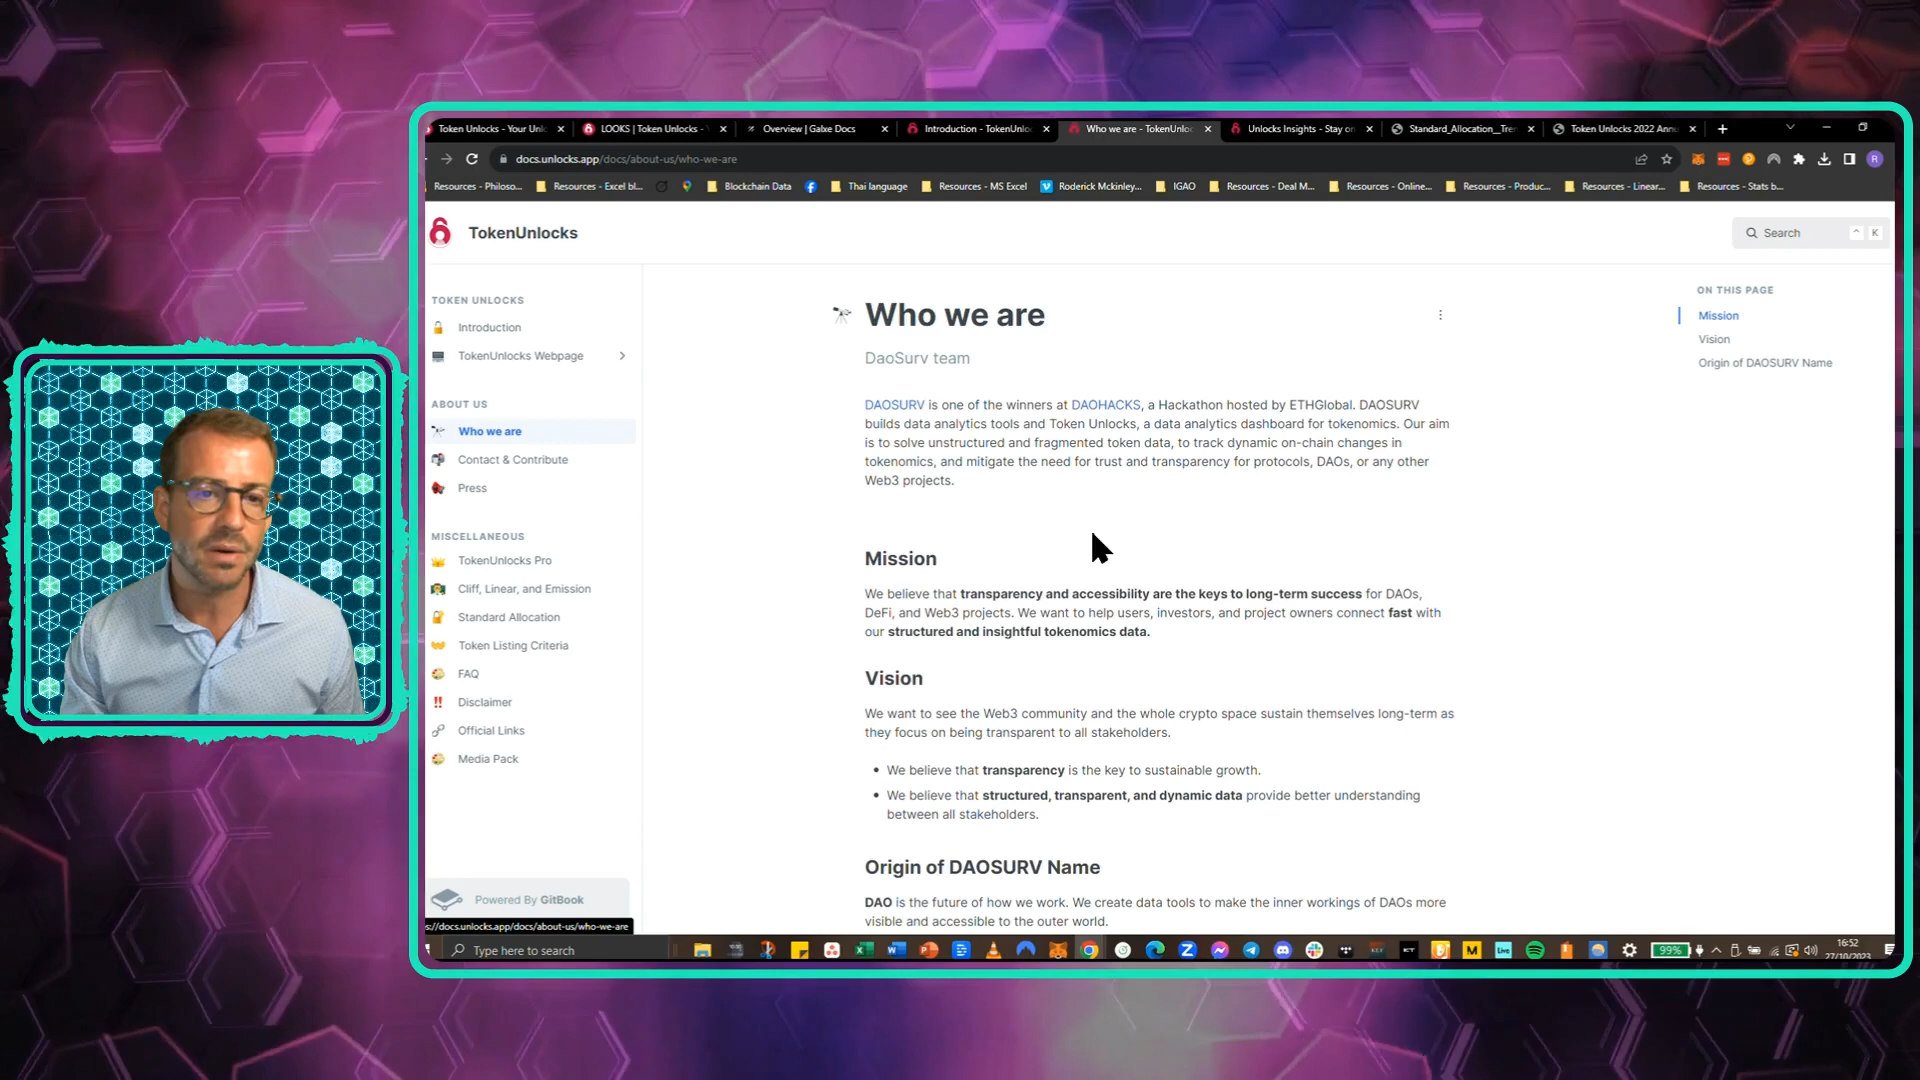 Token Unlocks - Your Unl
LOOKS | Token Unlocks -
Overview | Galxe Docs
Introduction - TokenUnlo
Who we are - TokenUnloc
Unlocks Insights - Stay on
Standard_Allocation_Tre
Token Unlocks 2022 Ann
docs.unlocks.app/docs/about-us/who-we-are
R
Resources - Philoso...
Resources - Excel bl...
Blockchain Data
Thai language
Resources - MS Excel
Roderick Mckinley...
IGAO
Resources - Deal M...
Resources - Online...
Resources - Produc...
Resources - Linear...
Resources - Stats b...
TokenUnlocks
Search
^ K
TOKEN UNLOCKS
Introduction
TokenUnlocks Webpage
ABOUT US
Who we are
Contact & Contribute
Press
MISCELLANEOUS
TokenUnlocks Pro
Cliff, Linear, and Emission
Standard Allocation
Token Listing Criteria
FAQ
Disclaimer
Official Links
Media Pack
Powered By GitBook
s://docs.unlocks.app/docs/about-us/who-we-are
Who we are
DaoSurv team
DAOSURV is one of the winners at DAOHACKS, a Hackathon hosted by ETHGlobal. DAOSURV
builds data analytics tools and Token Unlocks, a data analytics dashboard for tokenomics. Our aim
is to solve unstructured and fragmented token data, to track dynamic on-chain changes in
tokenomics, and mitigate the need for trust and transparency for protocols, DAOs, or any other
Web3 projects.
Mission
We believe that transparency and accessibility are the keys to long-term success for DAOs,
DeFi, and Web3 projects. We want to help users, investors, and project owners connect fast with
our structured and insightful tokenomics data.
Vision
We want to see the Web3 community and the whole crypto space sustain themselves long-term as
they focus on being transparent to all stakeholders.
• We believe that transparency is the key to sustainable growth.
• We believe that structured, transparent, and dynamic data provide better understanding
between all stakeholders.
Origin of DAOSURV Name
DAO is the future of how we work. We create data tools to make the inner workings of DAOs more
visible and accessible to the outer world.
ON THIS PAGE
Mission
Vision
Origin of DAOSURV Name
Type here to search
99%
16:52
27/10/2023